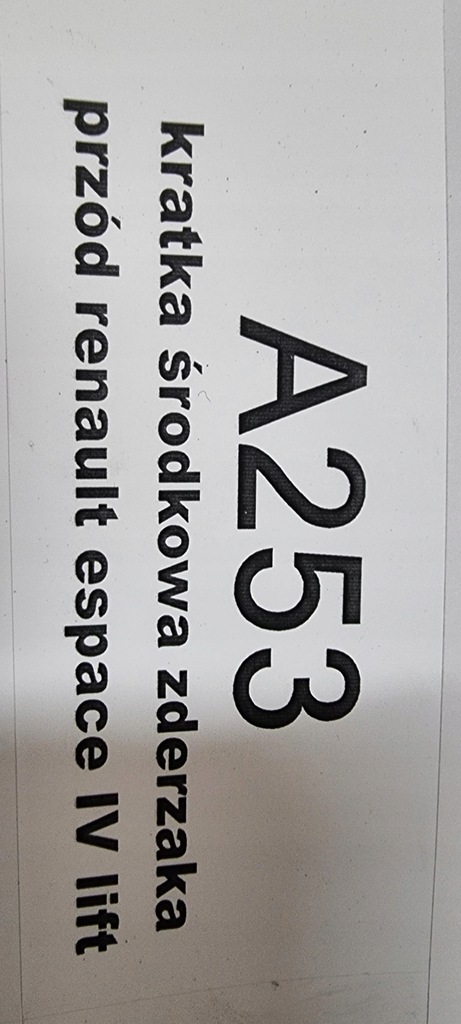 A253
kratka środkowa zderzaka
przód renault espace IV lift